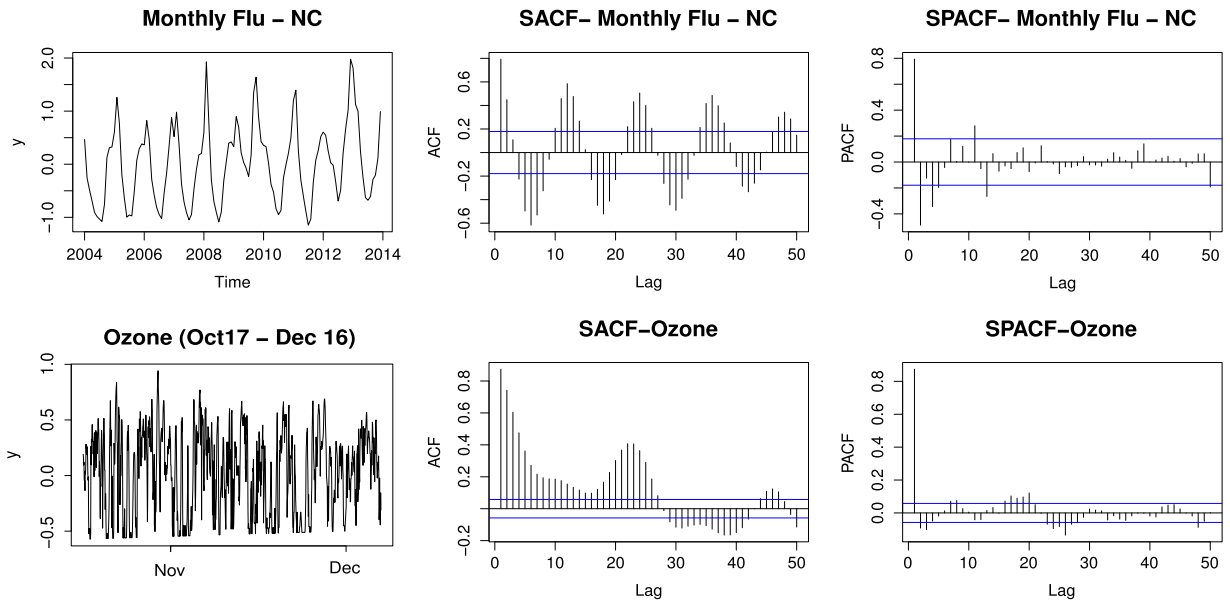 Monthly Flu − NC
SACF− Monthly Flu − NC
SPACF− Monthly Flu − NC
y
2.0
1.0
0.0
−1.0
2004 2006 2008 2010 2012 2014
Time
ACF
0.6
0.2
−0.2
−0.6
0 10 20 30 40 50
Lag
PACF
0.8
0.4
0.0
−0.4
0 10 20 30 40 50
Lag
Ozone (Oct17 − Dec 16)
SACF−Ozone
SPACF−Ozone
y
1.0
0.5
0.0
−0.5
Nov Dec
ACF
0.8
0.6
0.4
0.2
−0.2
0 10 20 30 40 50
Lag
PACF
0.8
0.6
0.4
0.2
0.0
0 10 20 30 40 50
Lag